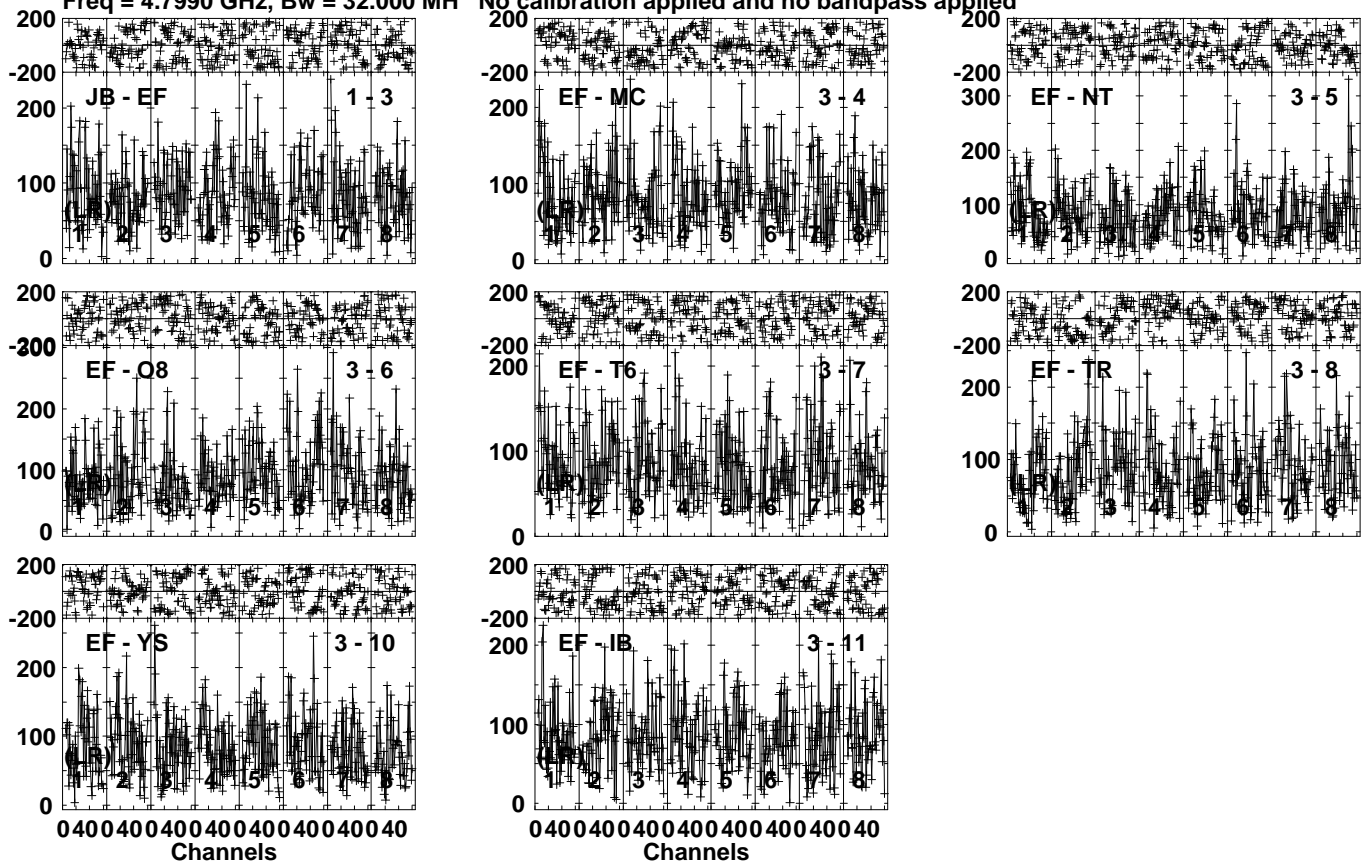 Freq = 4.7990 GHz, Bw = 32.000 MH No calibration applied and no bandpass applied
200
-200
JB - EF 1 - 3
200
100
0
(LR)
1 2 3 4 5 6 7 8
200
-200
EF - MC 3 - 4
200
100
0
(LR)
1 2 3 4 5 6 7 8
200
-200
EF - NT 3 - 5
300
200
100
0
(LR)
1 2 3 4 5 6 7 8
200
-200
300
EF - O8 3 - 6
200
100
0
(LR)
1 2 3 4 5 6 7 8
200
-200
EF - T6 3 - 7
200
100
0
(LR)
1 2 3 4 5 6 7 8
200
-200
EF - TR 3 - 8
200
100
0
(LR)
1 2 3 4 5 6 7 8
200
-200
EF - YS 3 - 10
200
100
0
(LR)
1 2 3 4 5 6 7 8
0 40 0 40 0 40 0 40 0 40 0 40 0 40 0 40
Channels
200
-200
EF - IB 3 - 11
200
100
0
(LR)
1 2 3 4 5 6 7 8
0 40 0 40 0 40 0 40 0 40 0 40 0 40 0 40
Channels